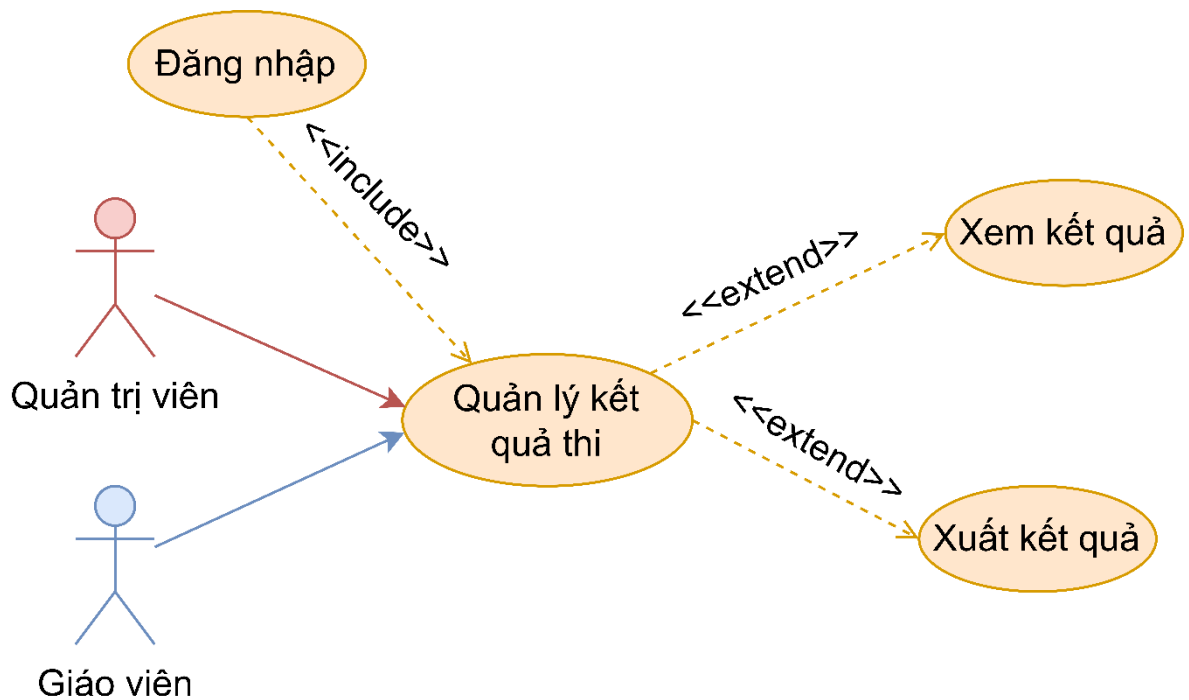 Đăng nhập
<<include>>
Xem kết quả
<<extend>>
Quản trị viên
Quản lý kết
quả thi
<<extend>>
Xuất kết quả
Giáo viên